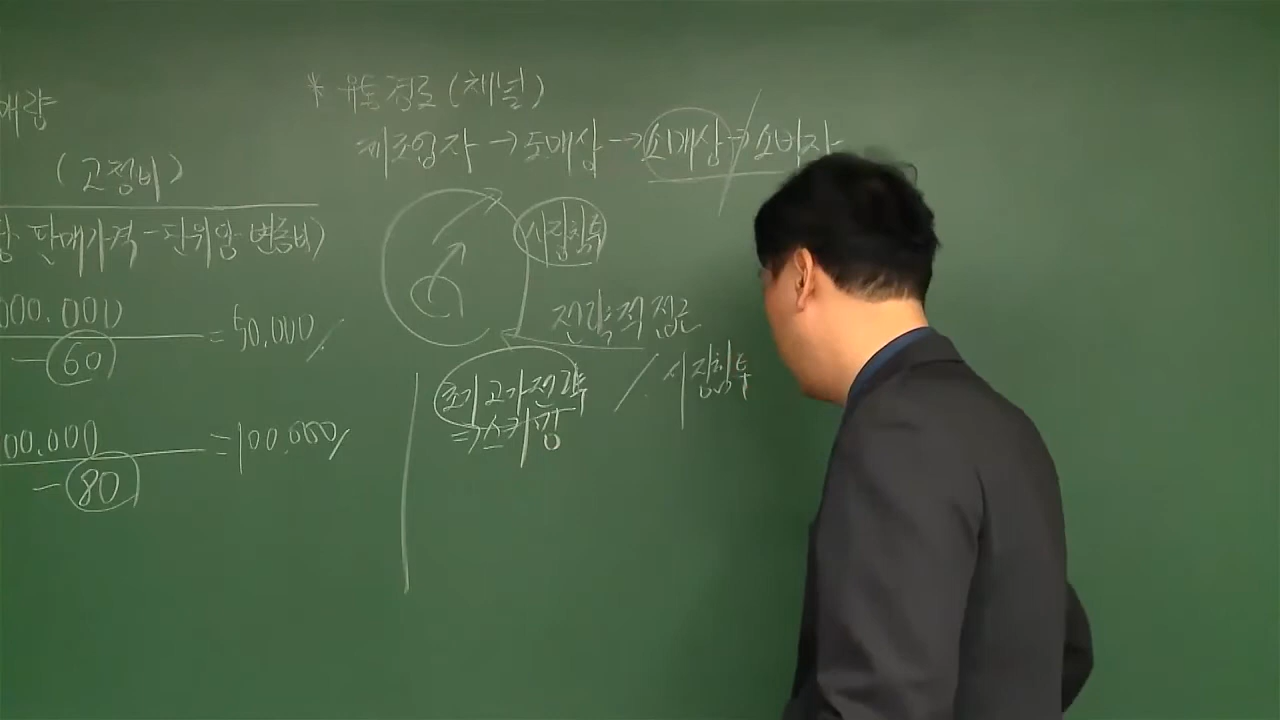 매량
(고정비)
당 판매가격-단위당 변동비)
000.000
-60
=50,000/
00.000
-80
=100.000/
* 유통경로(채널)
제조업자→도매상→소매상→소비자
시장침투
전략적 접근
초기고가전략 / 시장침투
⇒스키밍